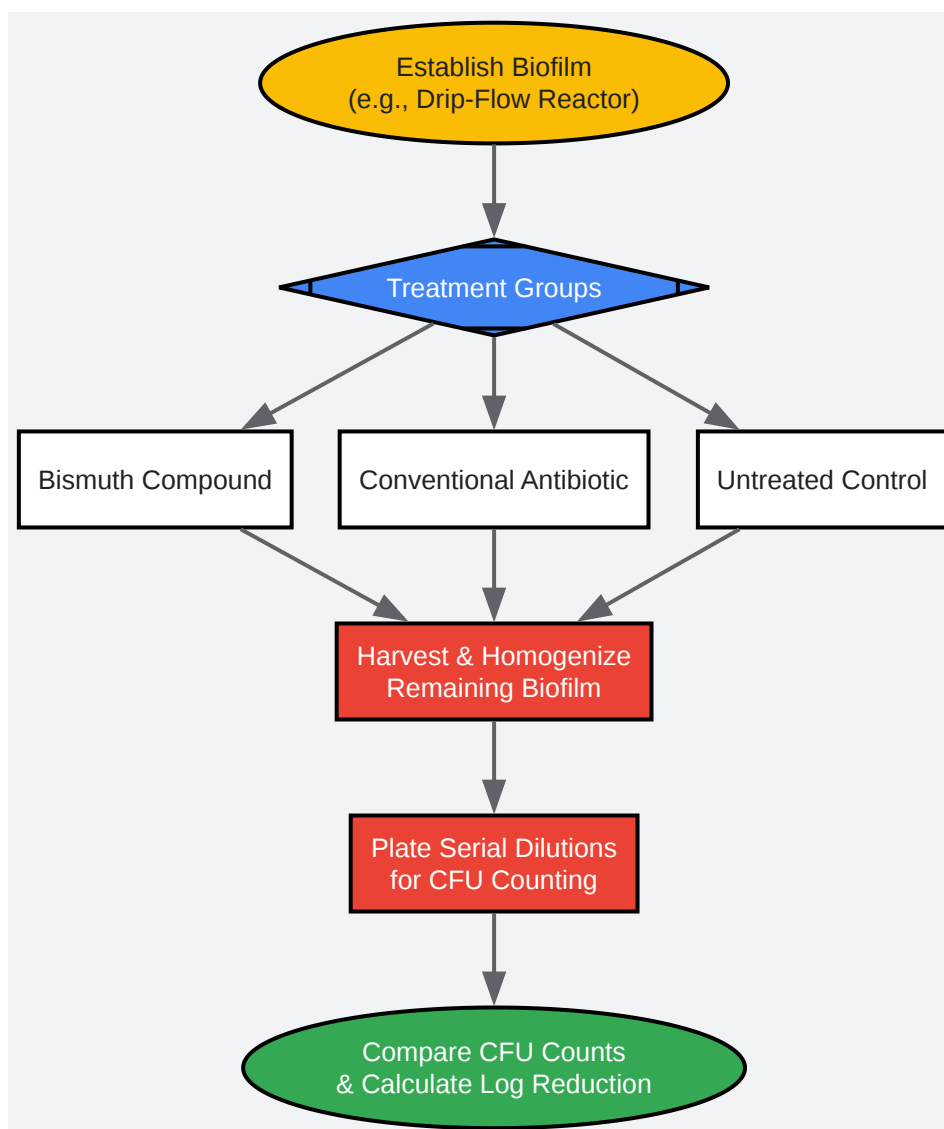 Establish Biofilm
(e.g., Drip-Flow Reactor)
Treatment Groups
Bismuth Compound
Conventional Antibiotic
Untreated Control
Harvest & Homogenize
Remaining Biofilm
Plate Serial Dilutions
for CFU Counting
Compare CFU Counts
& Calculate Log Reduction